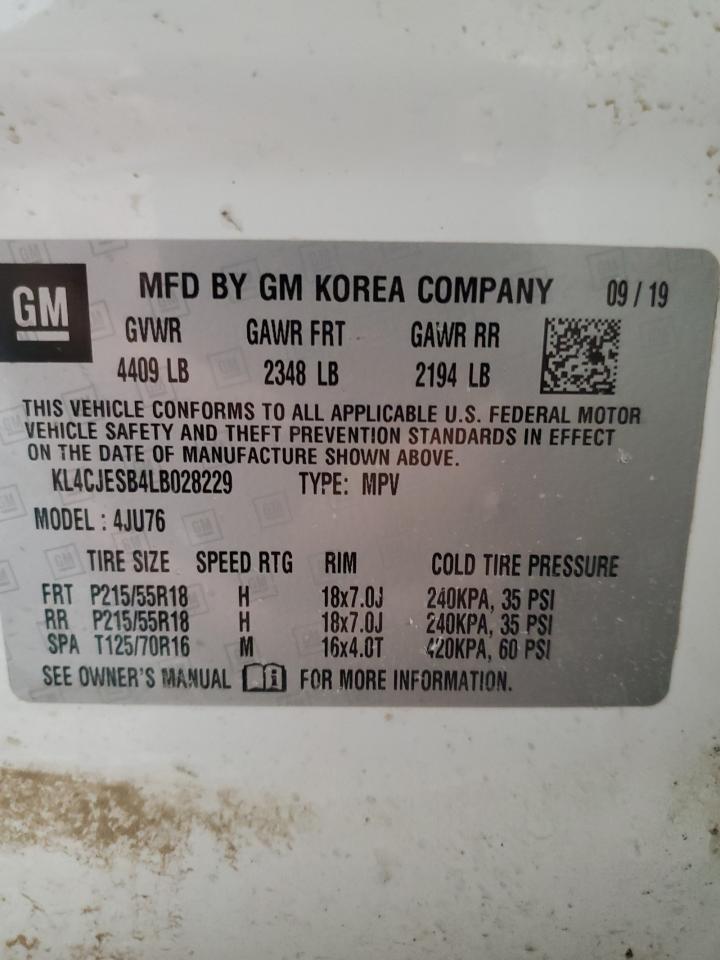 GM
MFD BY GM KOREA COMPANY 09 / 19
GVWR GAWR FRT GAWR RR
4409 LB 2348 LB 2194 LB
THIS VEHICLE CONFORMS TO ALL APPLICABLE U.S. FEDERAL MOTOR
VEHICLE SAFETY AND THEFT PREVENTION STANDARDS IN EFFECT
ON THE DATE OF MANUFACTURE SHOWN ABOVE.
KL4CJESB4LB028229 TYPE: MPV
MODEL : 4JU76
TIRE SIZE SPEED RTG RIM COLD TIRE PRESSURE
FRT P215/55R18 H 18x7.0J 240KPA, 35 PSI
RR P215/55R18 H 18x7.0J 240KPA, 35 PSI
SPA T125/70R16 M 16x4.0T 420KPA, 60 PSI
SEE OWNER'S MANUAL FOR MORE INFORMATION.